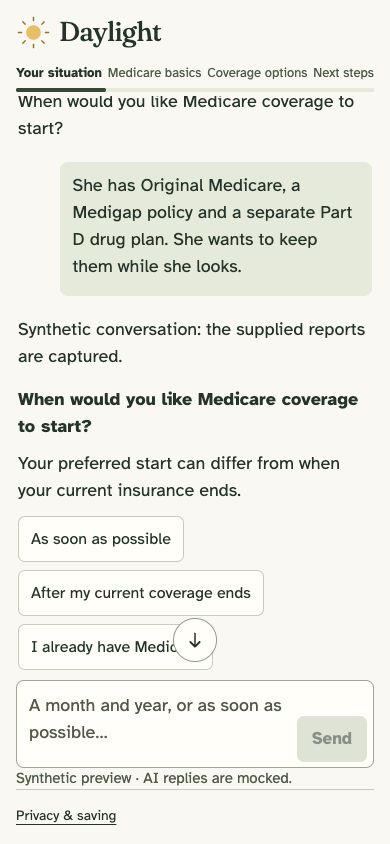 Daylight
Your situation Medicare basics Coverage options Next steps
When would you like Medicare coverage to
start?
She has Original Medicare, a
Medigap policy and a separate Part
D drug plan. She wants to keep
them while she looks.
Synthetic conversation: the supplied reports
are captured.
When would you like Medicare coverage
to start?
Your preferred start can differ from when
your current insurance ends.
As soon as possible
After my current coverage ends
I already have
A month and year, or as soon as
possible...
Send
Synthetic preview · AI replies are mocked.
Privacy & saving